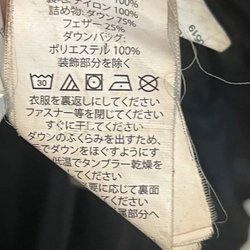 ナイロン 100%
詰め物: ダウン 75%
フェザー 25%
ダウンバッグ:
ポリエステル 100%
装飾部分を除く
30
衣服を裏返しにしてください
ファスナー等を閉じてください
すぐに干してください
ダウンのふくらみを出すため、
でダウンをほぐすようにす
低温でタンブラー乾燥
てください
要に応じて裏面
属部分へ